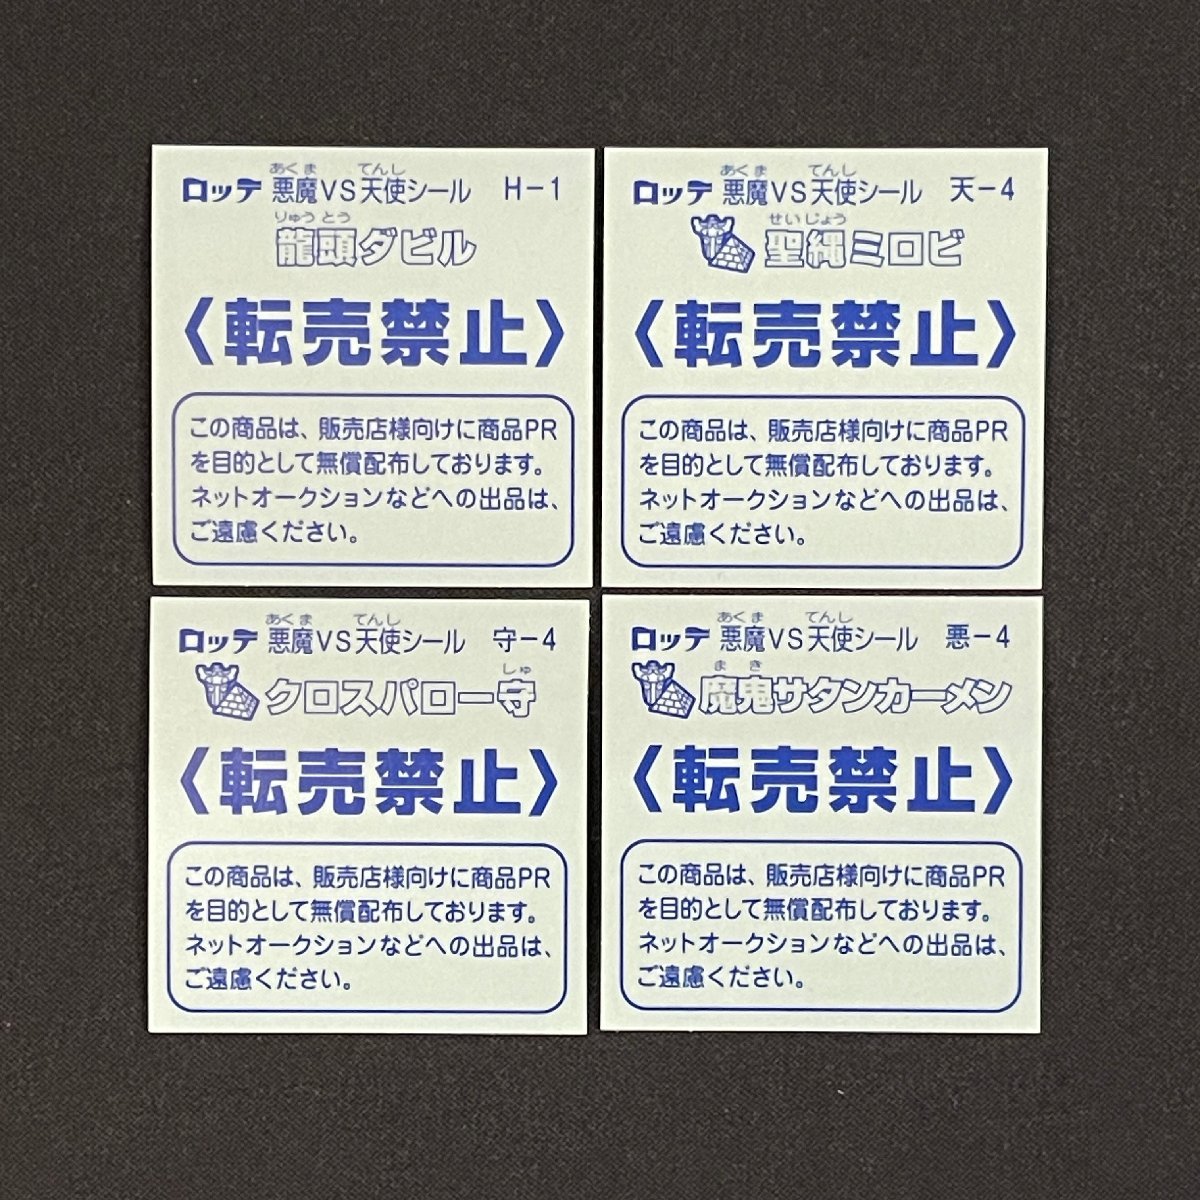 ロッテ 悪魔VS天使シール H-1
あくま てんし
龍頭ダビル
りゅうとう
〈転売禁止〉
この商品は、販売店様向けに商品PR
を目的として無償配布しております。
ネットオークションなどへの出品は、
ご遠慮ください。
ロッテ 悪魔VS天使シール 天-4
あくま てんし
聖縄ミロビ
せいじょう
〈転売禁止〉
この商品は、販売店様向けに商品PR
を目的として無償配布しております。
ネットオークションなどへの出品は、
ご遠慮ください。
ロッテ 悪魔VS天使シール 守-4
あくま てんし
クロスパロー守
しゅ
〈転売禁止〉
この商品は、販売店様向けに商品PR
を目的として無償配布しております。
ネットオークションなどへの出品は、
ご遠慮ください。
ロッテ 悪魔VS天使シール 悪-4
あくま てんし
魔鬼サタンカーメン
まき
〈転売禁止〉
この商品は、販売店様向けに商品PR
を目的として無償配布しております。
ネットオークションなどへの出品は、
ご遠慮ください。